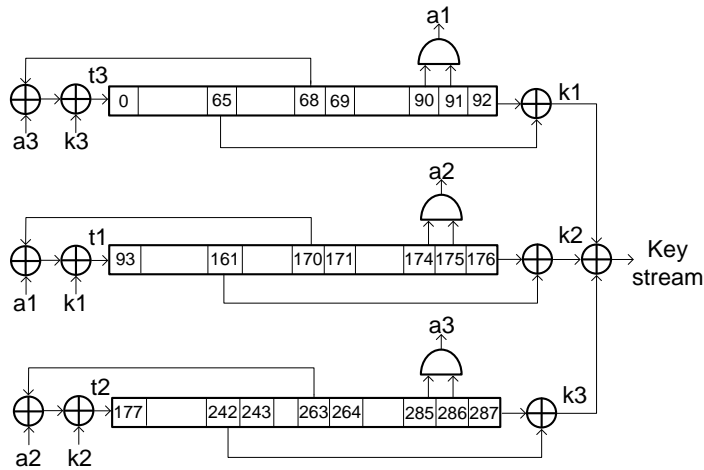 a1
t3
0 65 68 69 90 91 92
k1
a3 k3
a2
t1
93 161 170 171 174 175 176
k2
Key
stream
a1 k1
a3
t2
177 242 243 263 264 285 286 287
k3
a2 k2